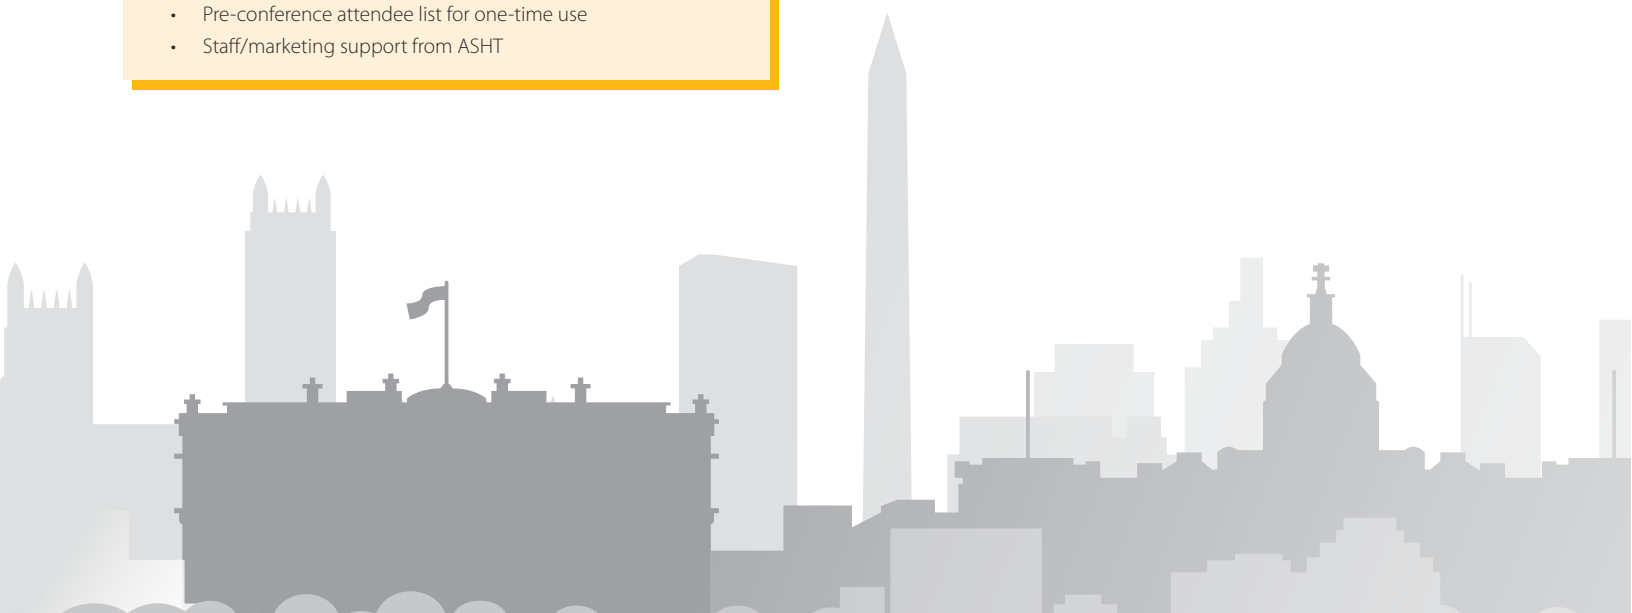 • Pre-conference attendee list for one-time use
• Staff/marketing support from ASHT